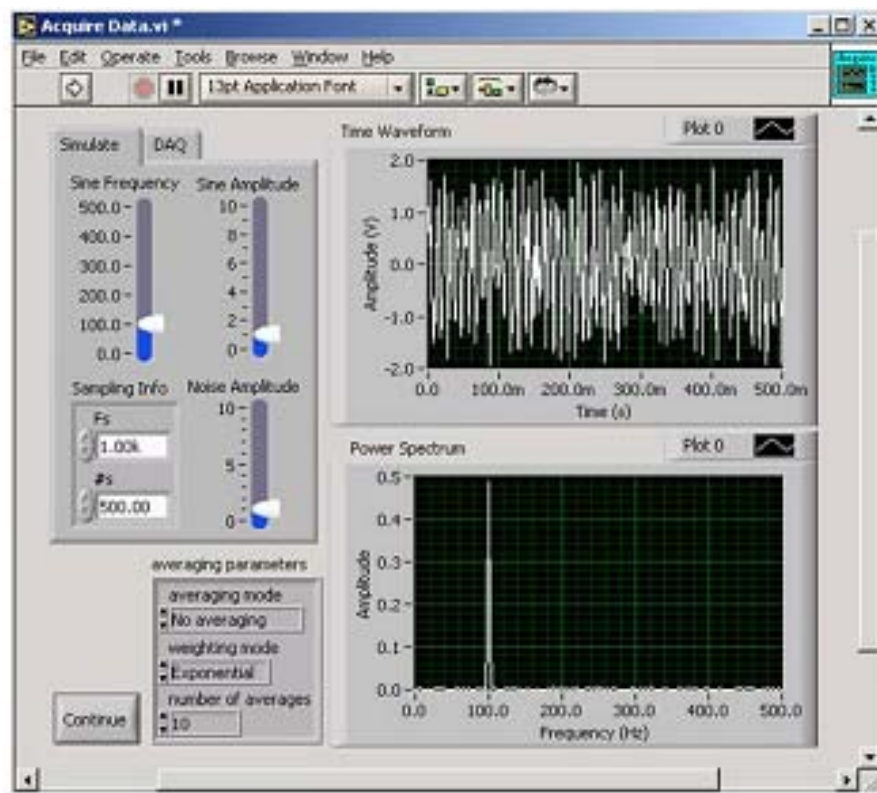 Acquire Data.vi *
File Edit Operate Tools Browse Window Help
13pt Application Font
Simulate DAQ
Sine Frequency
500.0
400.0
300.0
200.0
100.0
0.0
Sine Amplitude
10
8
6
4
2
0
Sampling Info
Fs
1.00k
#s
500.00
Noise Amplitude
10
5
0
averaging parameters
averaging mode
No averaging
weighting mode
Exponential
number of averages
10
Continue
Time Waveform
Plot 0
Amplitude (V)
2.0
1.0
0.0
-1.0
-2.0
0.0 100.0m 200.0m 300.0m 400.0m 500.0m
Time (s)
Power Spectrum
Plot 0
Amplitude
0.5
0.4
0.3
0.2
0.1
0.0
0.0 100.0 200.0 300.0 400.0 500.0
Frequency (Hz)